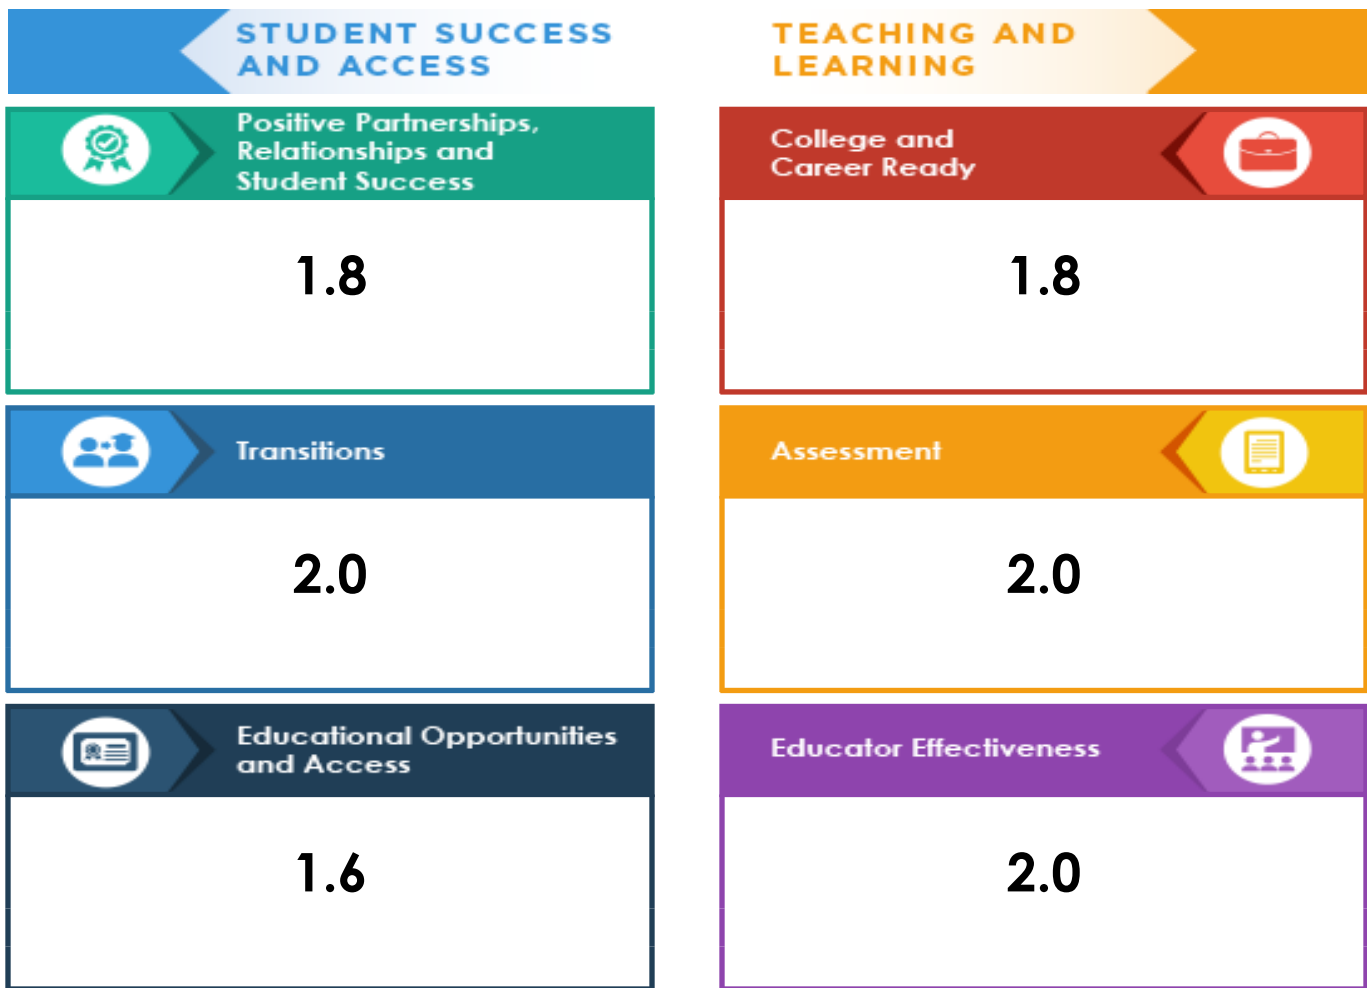 STUDENT SUCCESS
AND ACCESS
TEACHING AND
LEARNING
Positive Partnerships,
Relationships and
Student Success
1.8
College and
Career Ready
1.8
Transitions
2.0
Assessment
2.0
Educational Opportunities
and Access
1.6
Educator Effectiveness
2.0